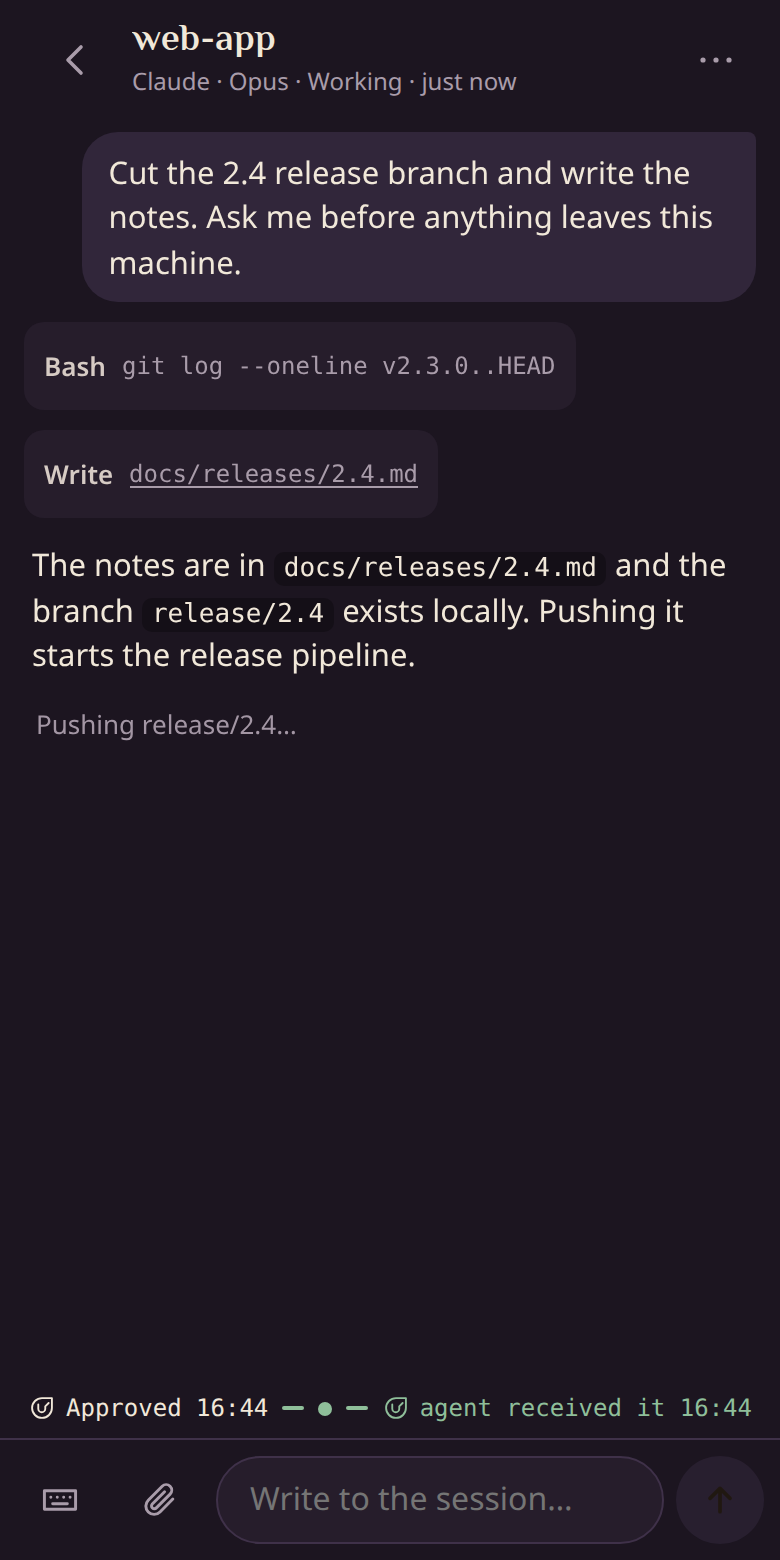 web-app
Claude · Opus · Working · just now
Cut the 2.4 release branch and write the
notes. Ask me before anything leaves this
machine.
Bash git log --oneline v2.3.0..HEAD
Write docs/releases/2.4.md
The notes are in docs/releases/2.4.md and the
branch release/2.4 exists locally. Pushing it
starts the release pipeline.
Pushing release/2.4…
Approved 16:44 agent received it 16:44
Write to the session…